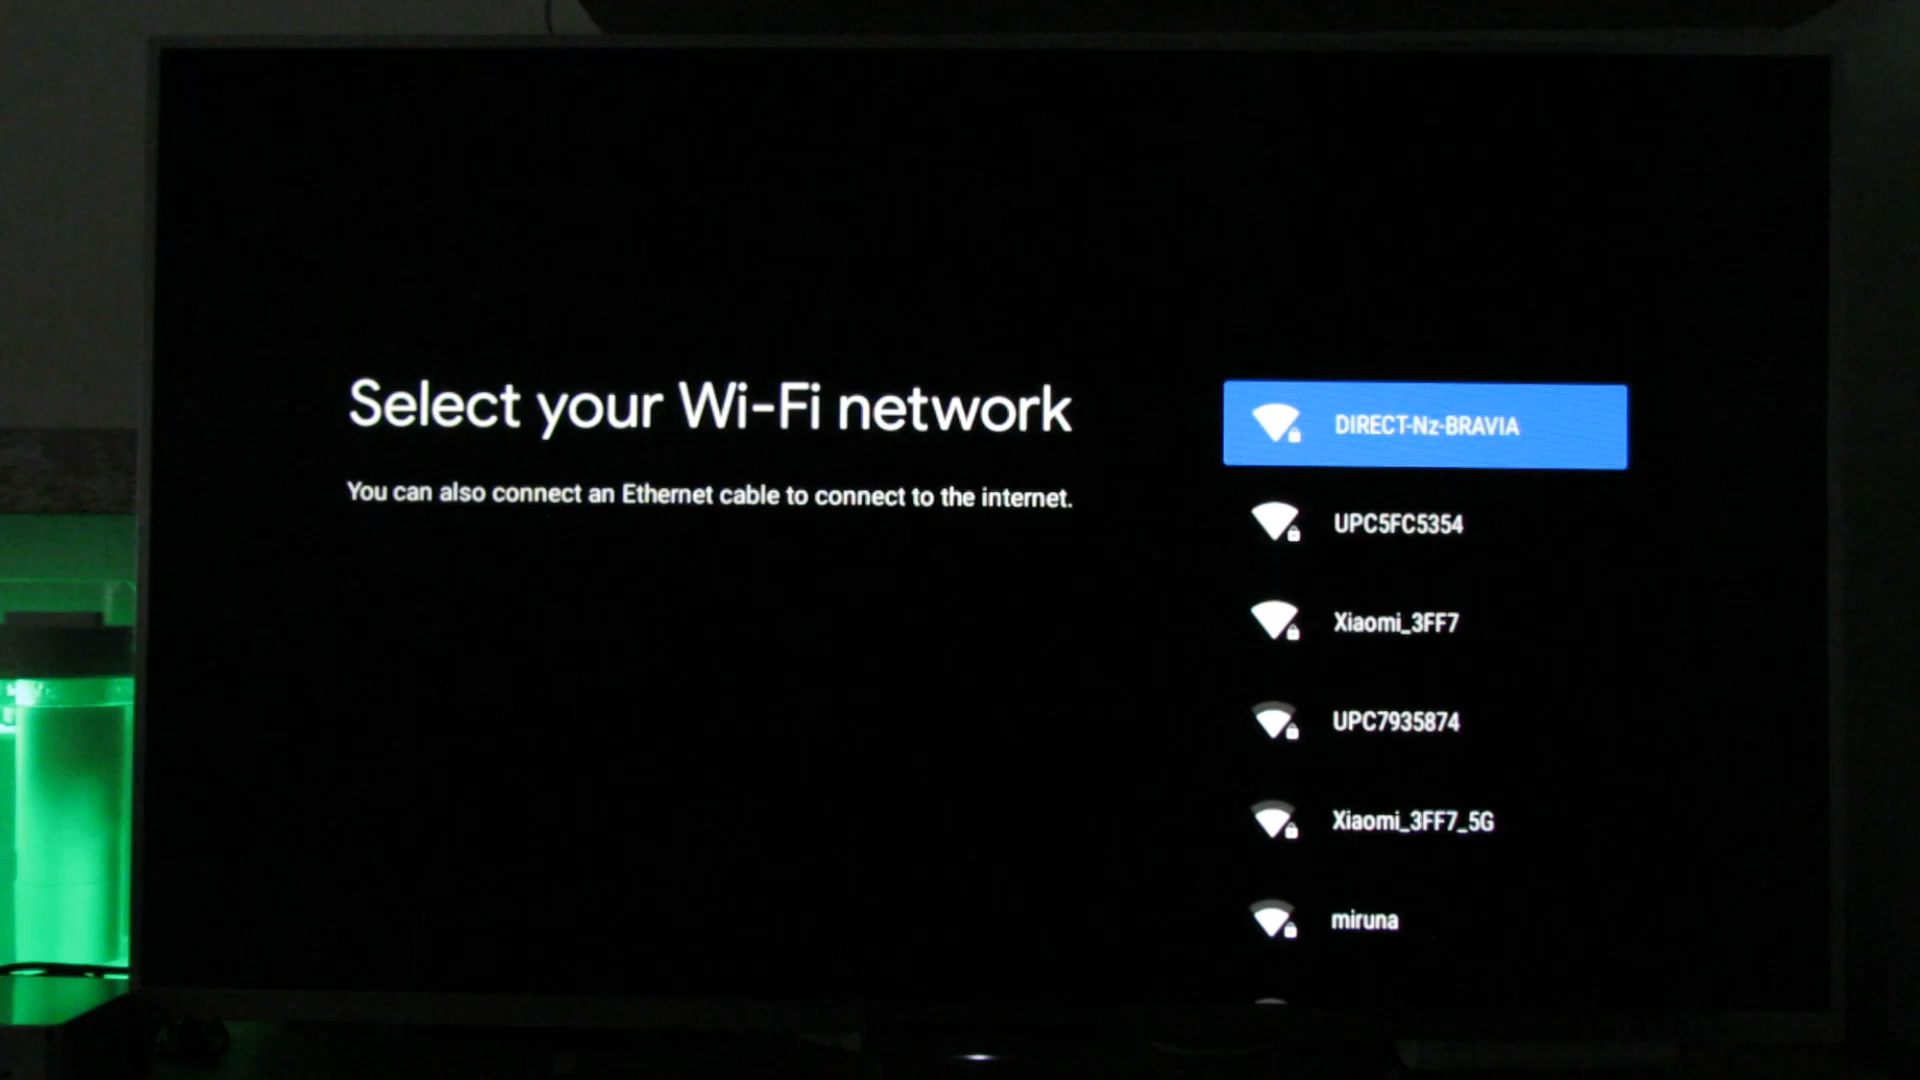 Select your Wi-Fi network
You can also connect an Ethernet cable to connect to the internet.
DIRECT-Nz-BRAVIA
UPC5FC5354
Xiaomi_3FF7
UPC7935874
Xiaomi_3FF7_5G
miruna